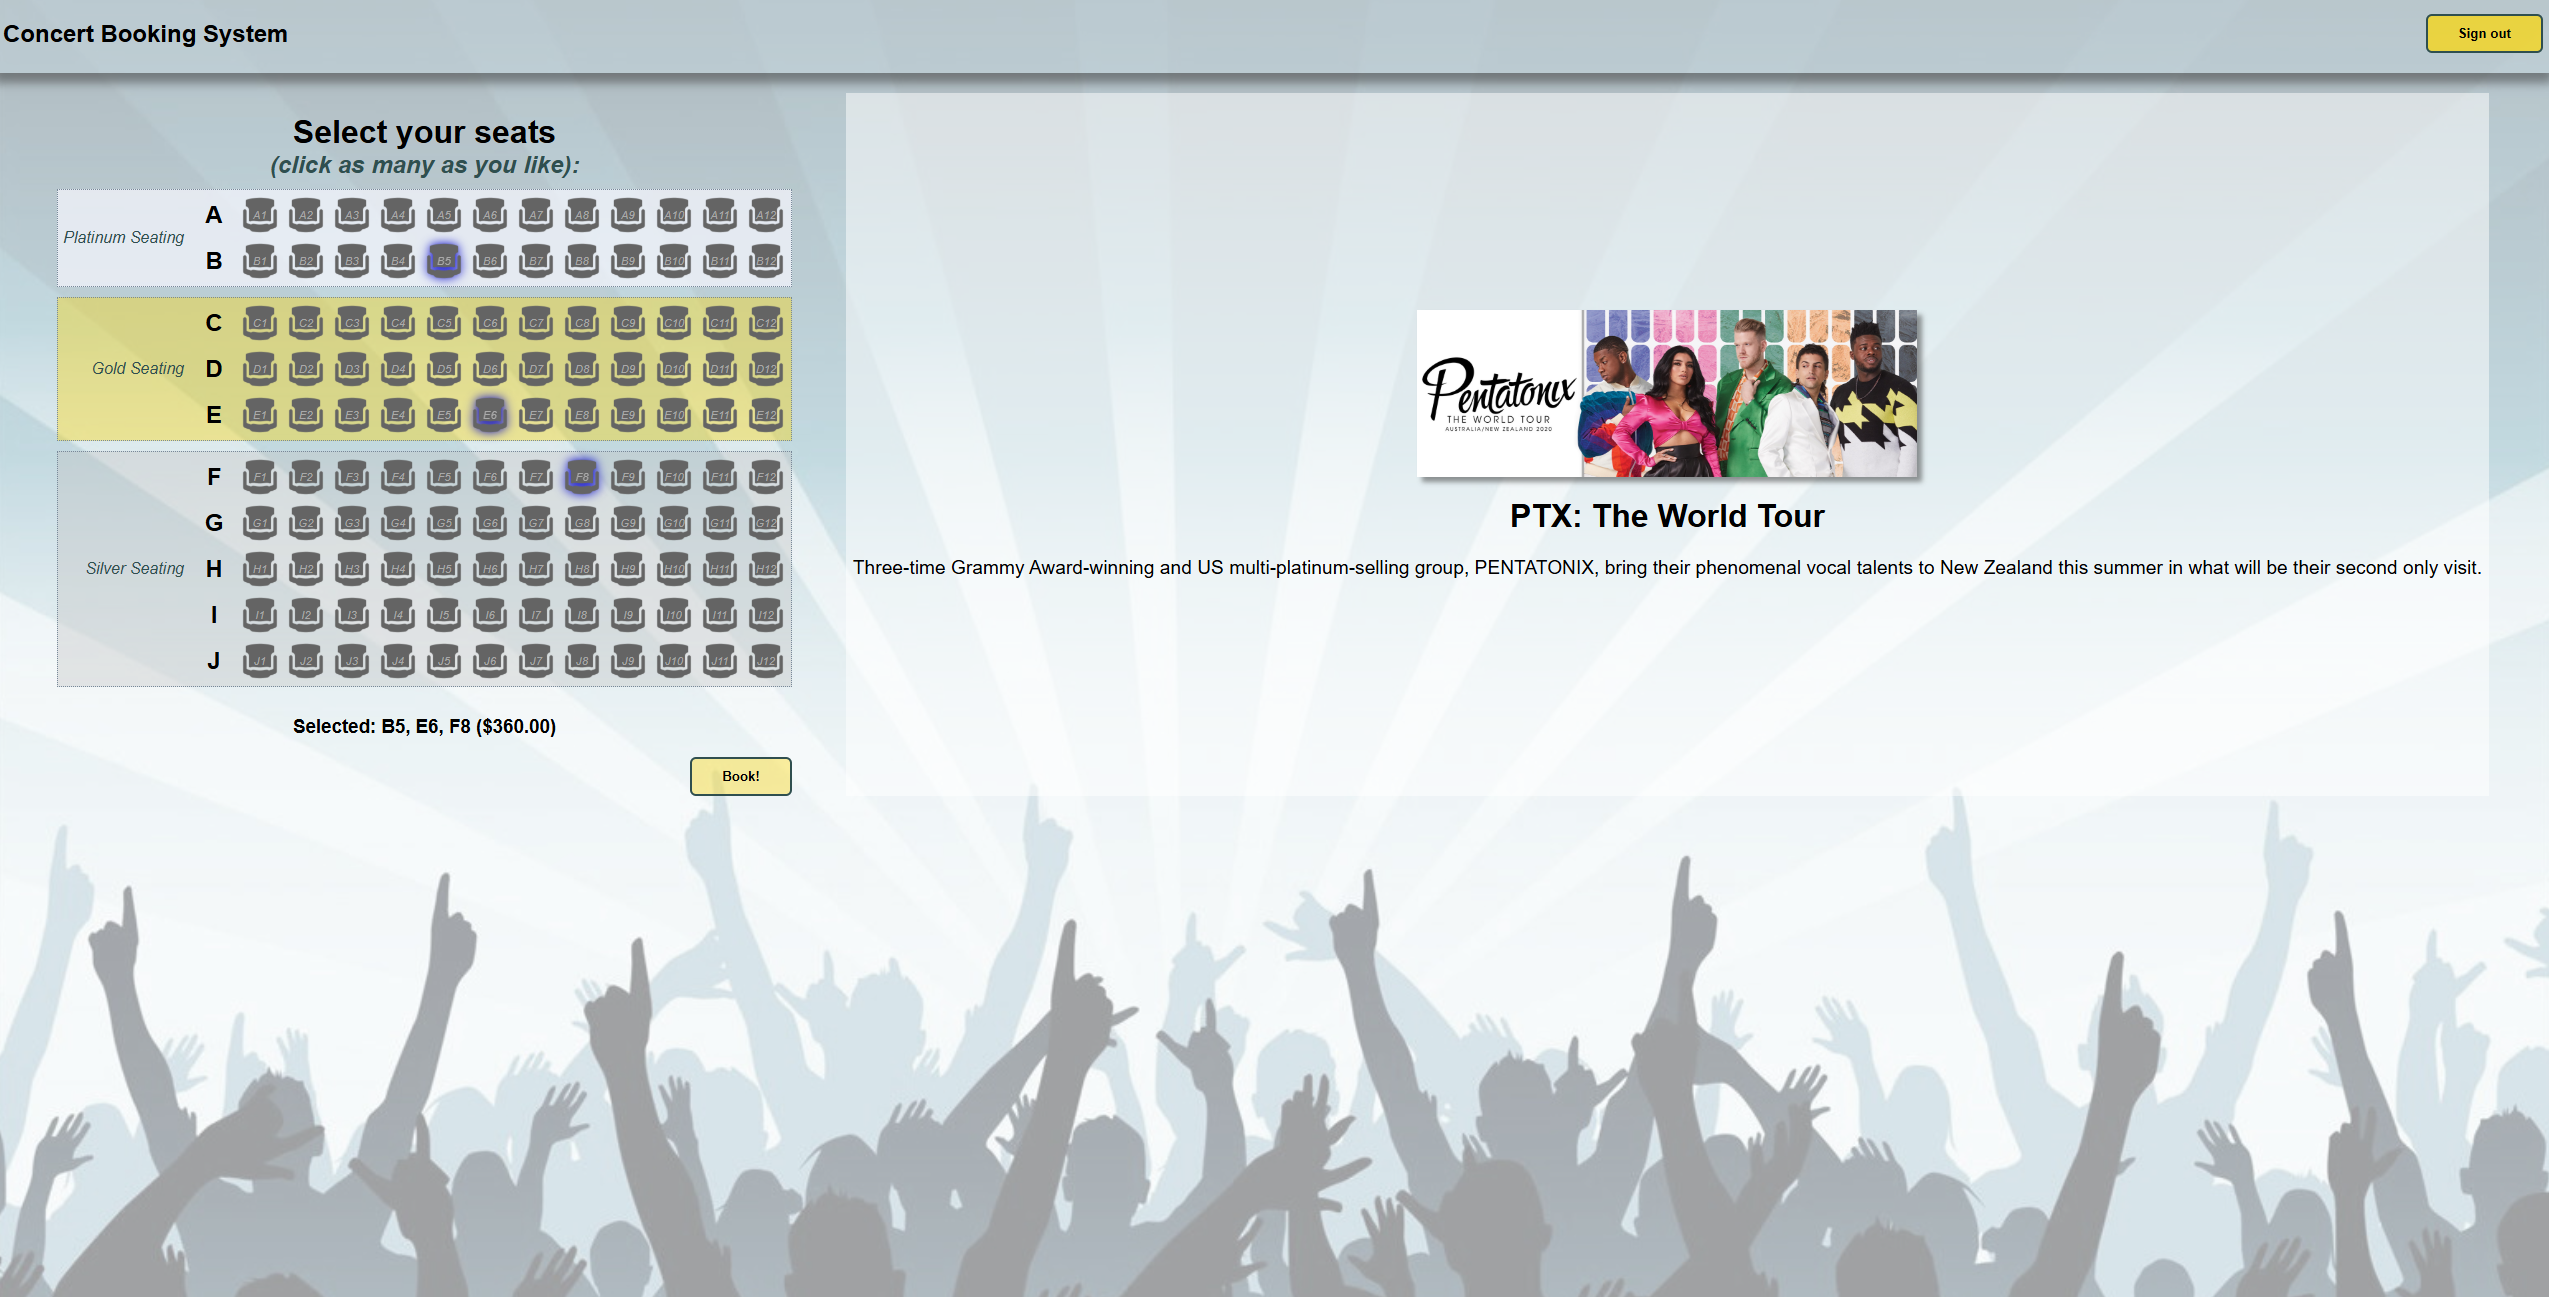 Concert Booking System
Sign out
Select your seats
(click as many as you like):
Platinum Seating
A A1 A2 A3 A4 A5 A6 A7 A8 A9 A10 A11 A12
B B1 B2 B3 B4 B5 B6 B7 B8 B9 B10 B11 B12
Gold Seating
C C1 C2 C3 C4 C5 C6 C7 C8 C9 C10 C11 C12
D D1 D2 D3 D4 D5 D6 D7 D8 D9 D10 D11 D12
E E1 E2 E3 E4 E5 E6 E7 E8 E9 E10 E11 E12
Silver Seating
F F1 F2 F3 F4 F5 F6 F7 F8 F9 F10 F11 F12
G G1 G2 G3 G4 G5 G6 G7 G8 G9 G10 G11 G12
H H1 H2 H3 H4 H5 H6 H7 H8 H9 H10 H11 H12
I I1 I2 I3 I4 I5 I6 I7 I8 I9 I10 I11 I12
J J1 J2 J3 J4 J5 J6 J7 J8 J9 J10 J11 J12
Selected: B5, E6, F8 ($360.00)
Book!
Pentatonix
THE WORLD TOUR
AUSTRALIA/NEW ZEALAND 2020
PTX: The World Tour
Three-time Grammy Award-winning and US multi-platinum-selling group, PENTATONIX, bring their phenomenal vocal talents to New Zealand this summer in what will be their second only visit.